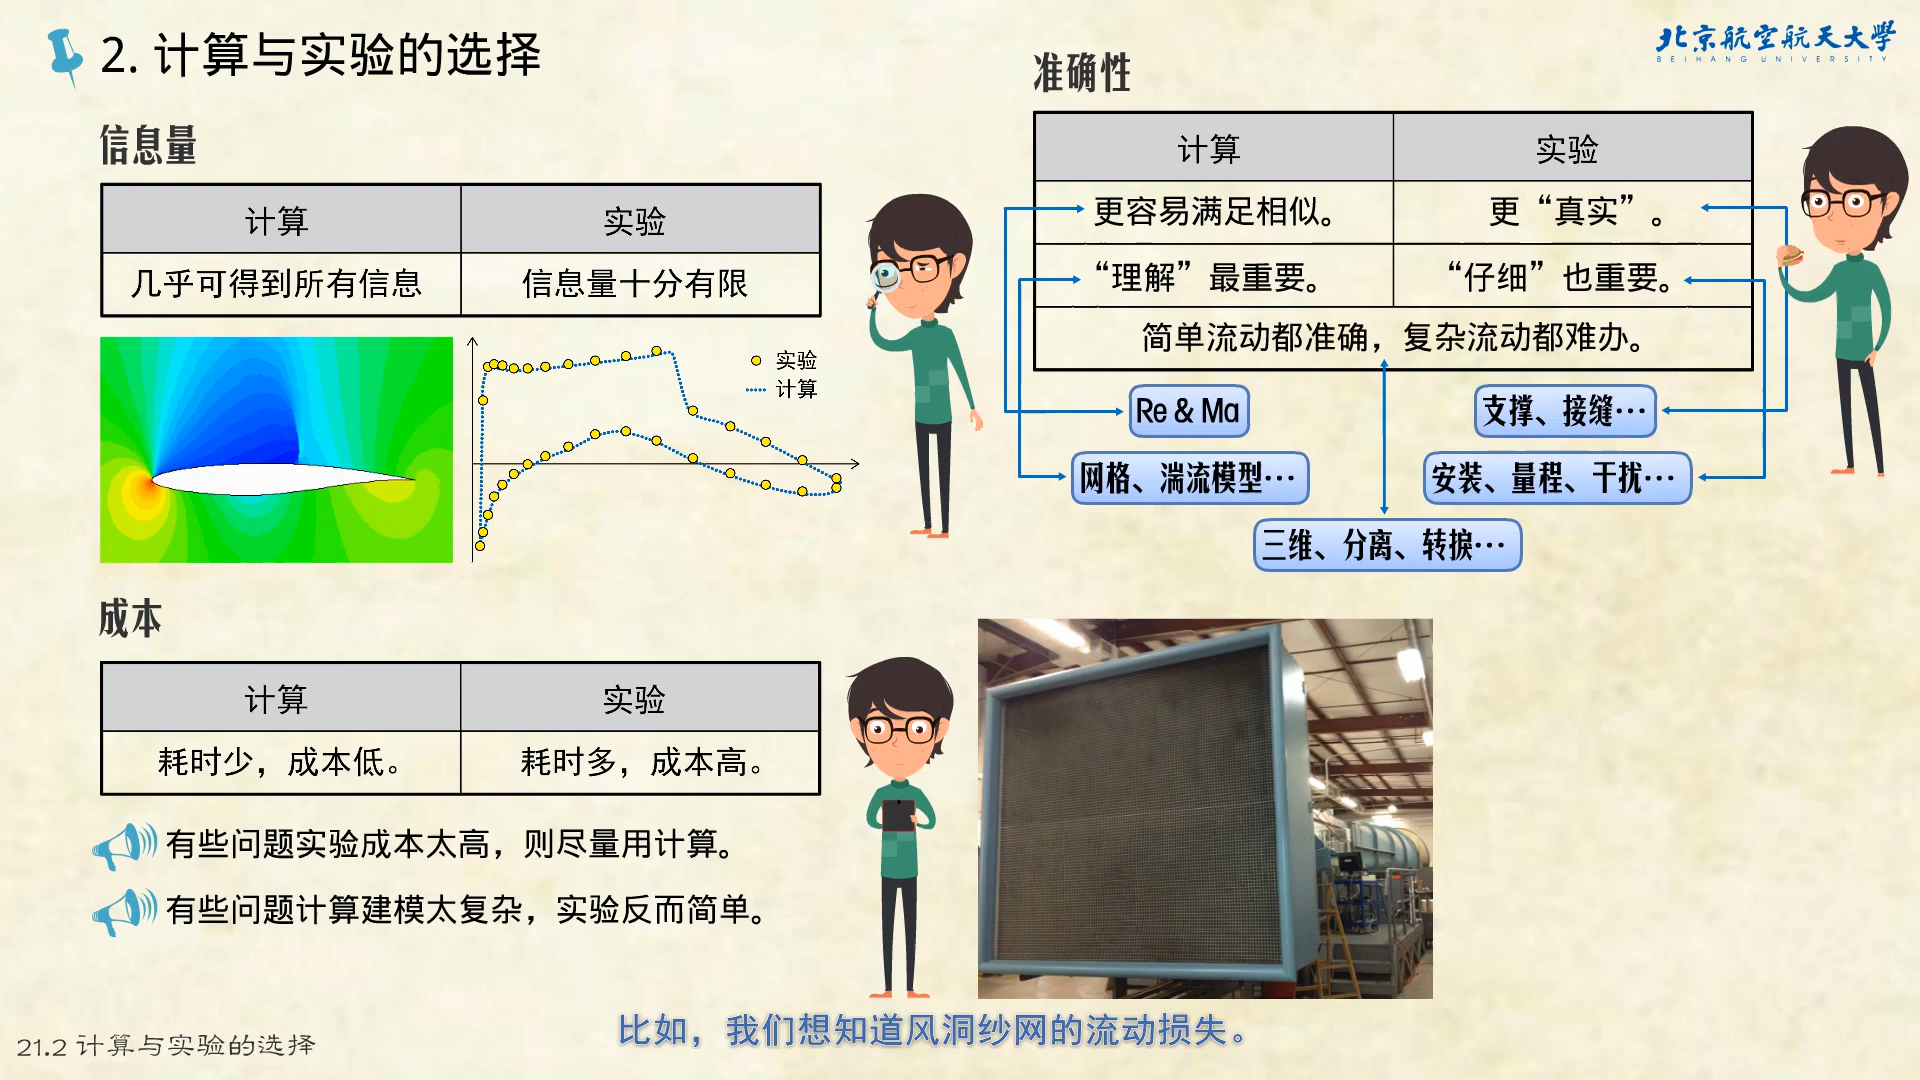 2. 计算与实验的选择
北京航空航天大學
BEIHANG UNIVERSITY
信息量
计算
实验
几乎可得到所有信息
信息量十分有限
实验
计算
成本
计算
实验
耗时少，成本低。
耗时多，成本高。
有些问题实验成本太高，则尽量用计算。
有些问题计算建模太复杂，实验反而简单。
准确性
计算
实验
更容易满足相似。
更“真实”。
“理解”最重要。
“仔细”也重要。
简单流动都准确，复杂流动都难办。
Re & Ma
支撑、接缝…
网格、湍流模型…
安装、量程、干扰…
三维、分离、转捩…
比如，我们想知道风洞纱网的流动损失。
21.2 计算与实验的选择